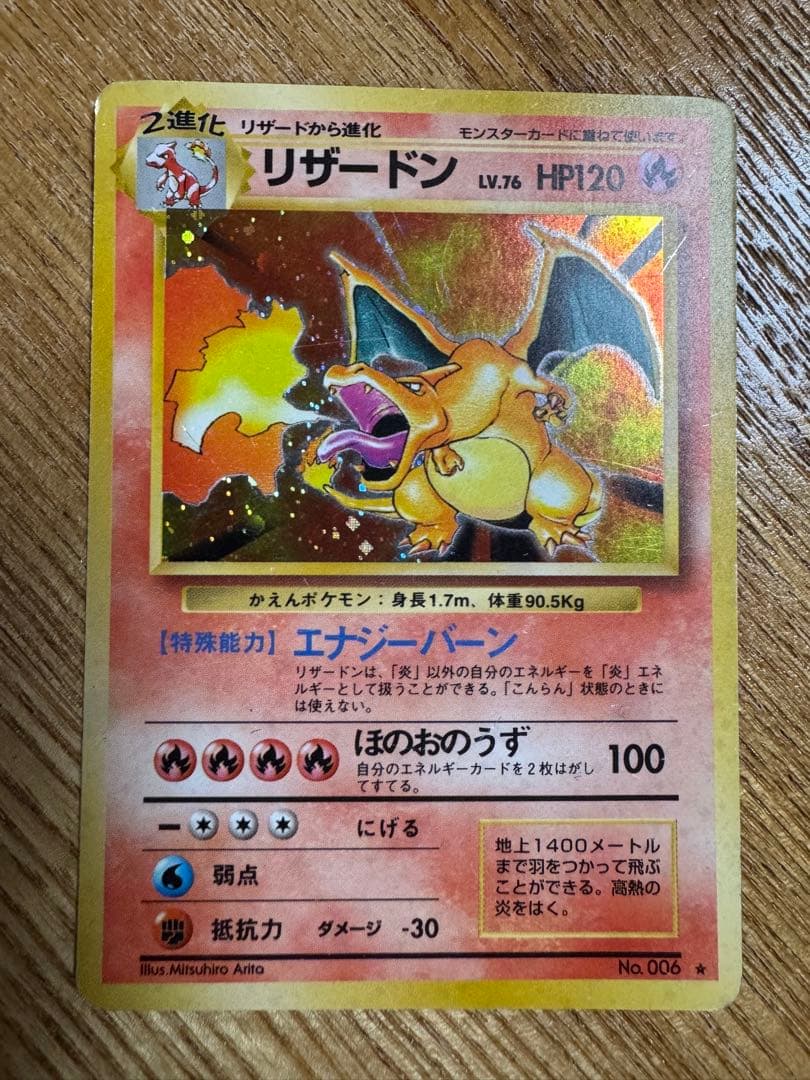 2進化
リザードから進化
モンスターカードに重ねて使います。
リザードン LV.76 HP120
かえんポケモン：身長1.7m、体重90.5Kg
【特殊能力】エナジーバーン
リザードンは、「炎」以外の自分のエネルギーを「炎」エネ
ルギーとして扱うことができる。「こんらん」状態のときに
は使えない。
ほのおのうず 100
自分のエネルギーカードを2枚はがし
てすてる。
にげる
弱点
抵抗力 ダメージ -30
地上1400メートル
まで羽をつかって飛ぶ
ことができる。高熱の
炎をはく。
Illus.Mitsuhiro Arita
No. 006 ★